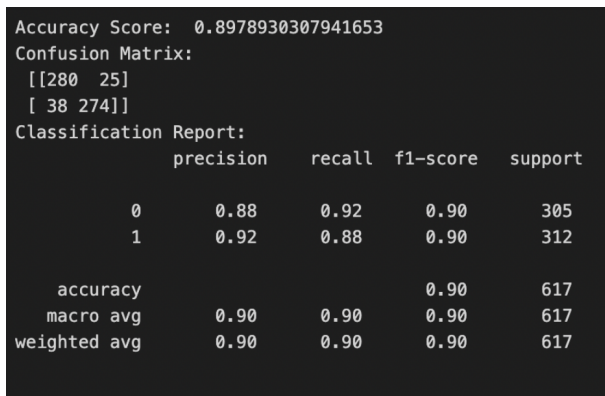 Accuracy Score:  0.8978930307941653
Confusion Matrix:
 [[280  25]
 [ 38 274]]
Classification Report:
              precision    recall  f1-score   support

           0       0.88      0.92      0.90       305
           1       0.92      0.88      0.90       312

    accuracy                           0.90       617
   macro avg       0.90      0.90      0.90       617
weighted avg       0.90      0.90      0.90       617